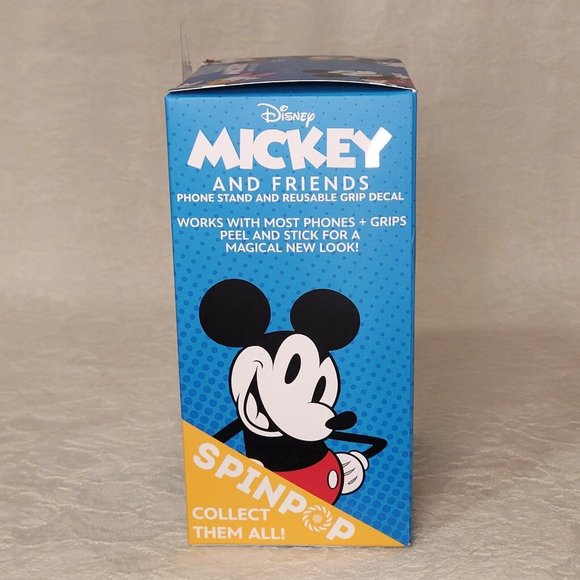 Disney
MICKEY
AND FRIENDS
PHONE STAND AND REUSABLE GRIP DECAL
WORKS WITH MOST PHONES + GRIPS
PEEL AND STICK FOR A
MAGICAL NEW LOOK!
SPINPOP
COLLECT
THEM ALL!